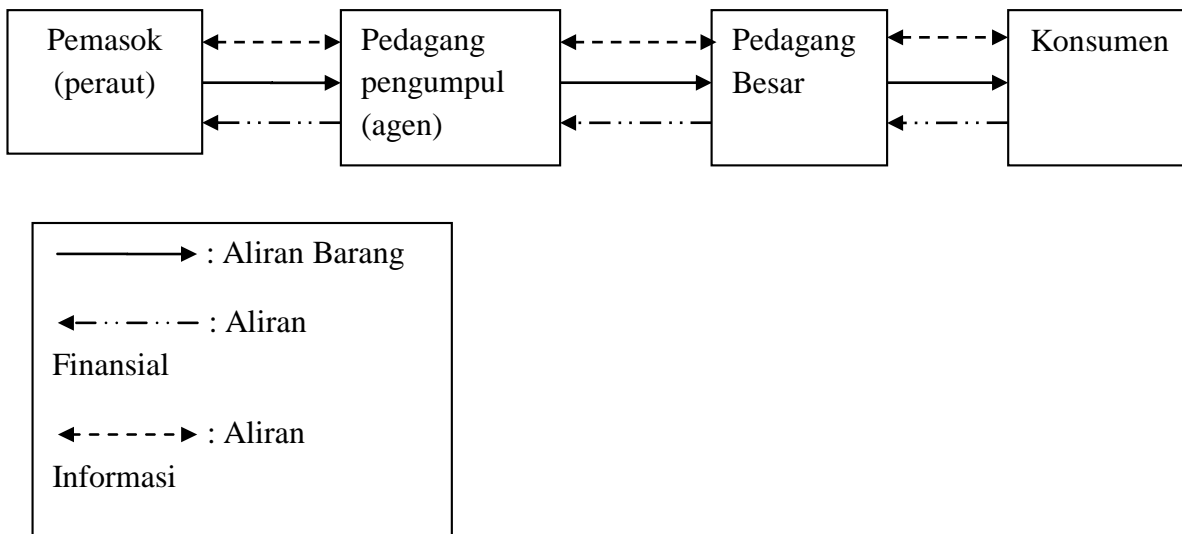 Pemasok
(peraut)
Pedagang
pengumpul
(agen)
Pedagang
Besar
Konsumen
: Aliran Barang
: Aliran
Finansial
: Aliran
Informasi